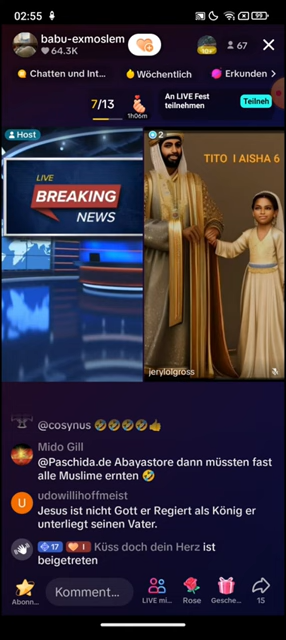 02:55
99
babu-exmoslem
64.3K
67
Chatten und Int...
Wöchentlich
Erkunden >
7/13
1h06m
An LIVE Fest
teilnehmen
Teilneh
Host
LIVE
BREAKING
NEWS
2
TITO I AISHA 6
jerylolgross
@cosynus 🤣🤣🤣🤣👍
Mido Gill
@Paschida.de Abayastore dann müssten fast
alle Muslime ernten 🤣
U
udowillihoffmeist
Jesus ist nicht Gott er Regiert als König er
unterliegt seinen Vater.
17 I Küss doch dein Herz ist
beigetreten
Abonn...
Komment...
LIVE mi...
Rose
Gesche...
15